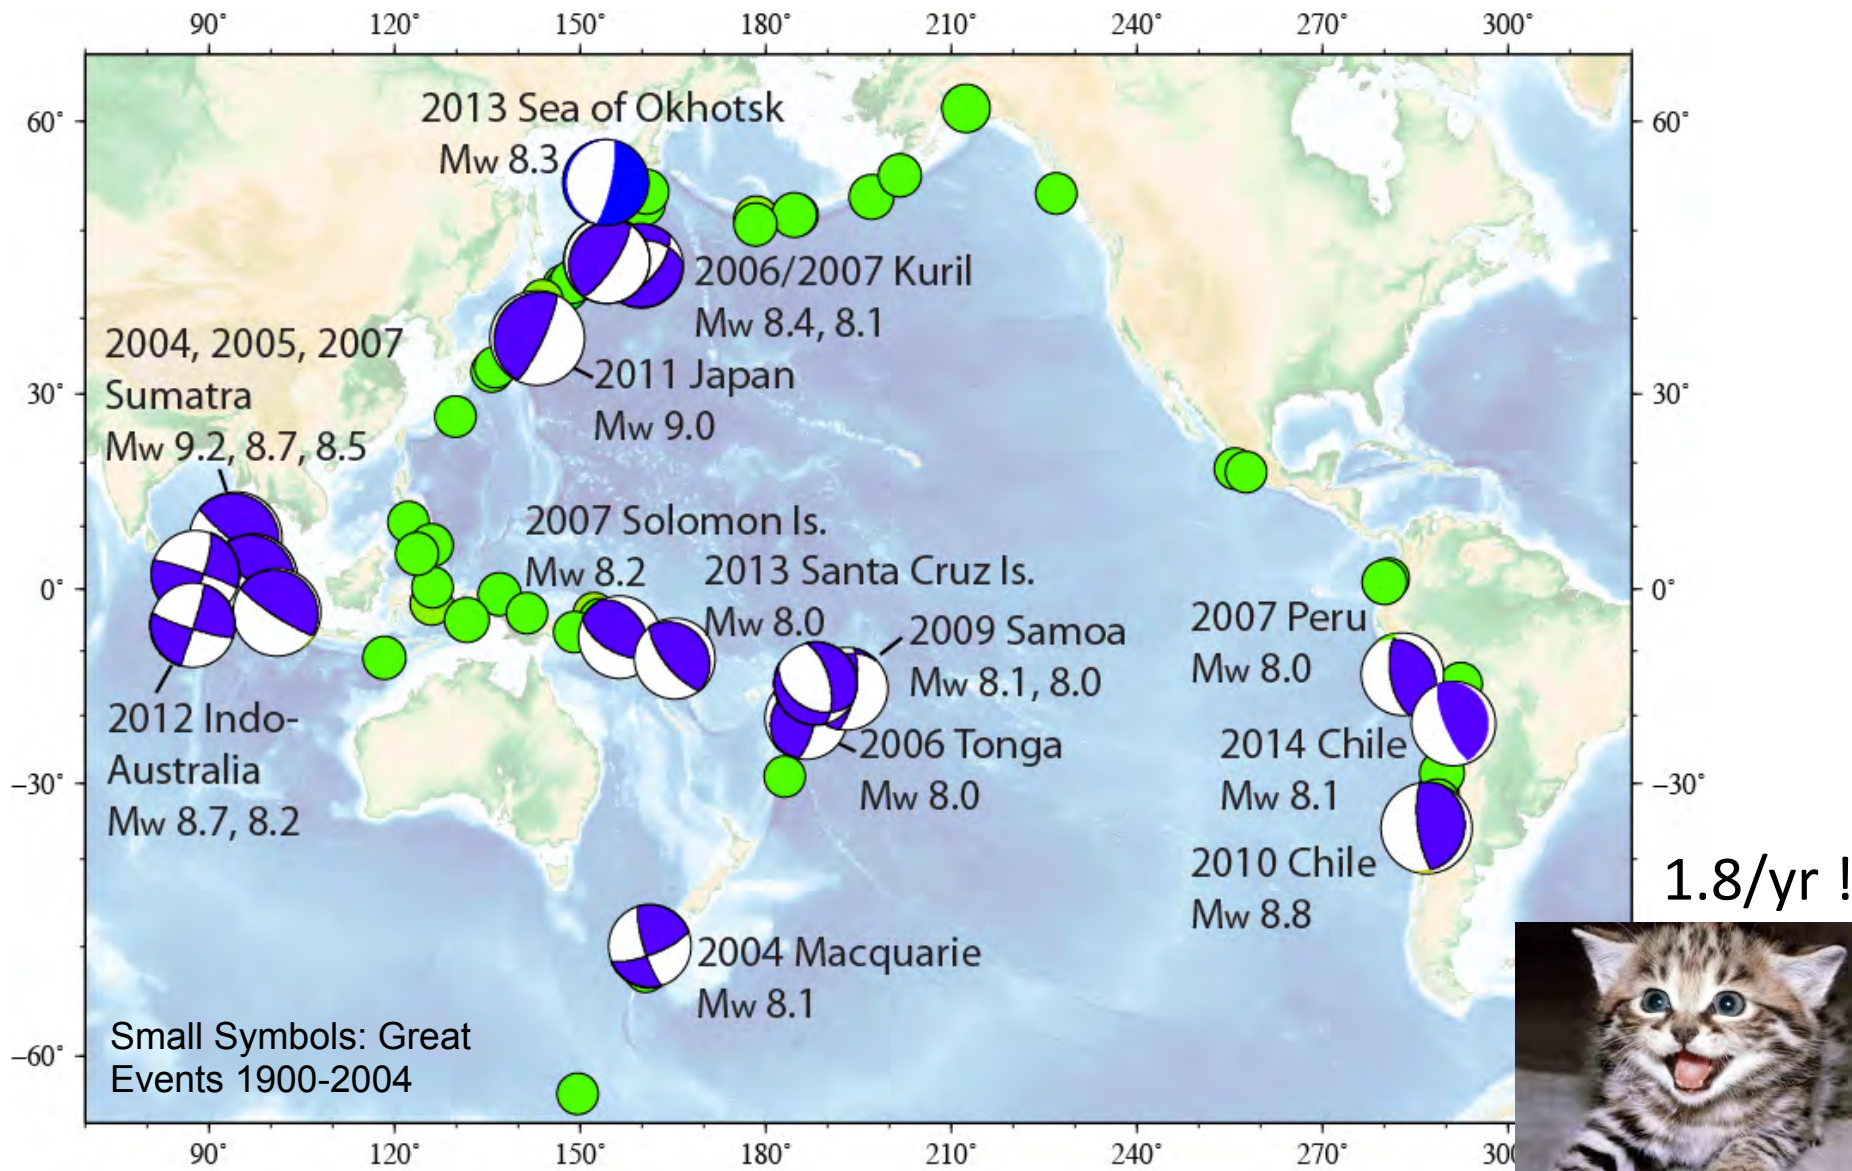 90° 120° 150° 180° 210° 240° 270° 300°
60° 60°
2013 Sea of Okhotsk
Mw 8.3
2006/2007 Kuril
Mw 8.4, 8.1
2004, 2005, 2007
Sumatra
Mw 9.2, 8.7, 8.5
2011 Japan
Mw 9.0
30° 30°
2007 Solomon Is.
Mw 8.2
2013 Santa Cruz Is.
Mw 8.0
0° 0°
2009 Samoa
Mw 8.1, 8.0
2007 Peru
Mw 8.0
2012 Indo-
Australia
Mw 8.7, 8.2
2006 Tonga
Mw 8.0
2014 Chile
Mw 8.1
−30° −30°
2010 Chile
Mw 8.8
1.8/yr !
2004 Macquarie
Mw 8.1
Small Symbols: Great
Events 1900-2004
−60°
90° 120° 150° 180° 210° 240° 270° 300